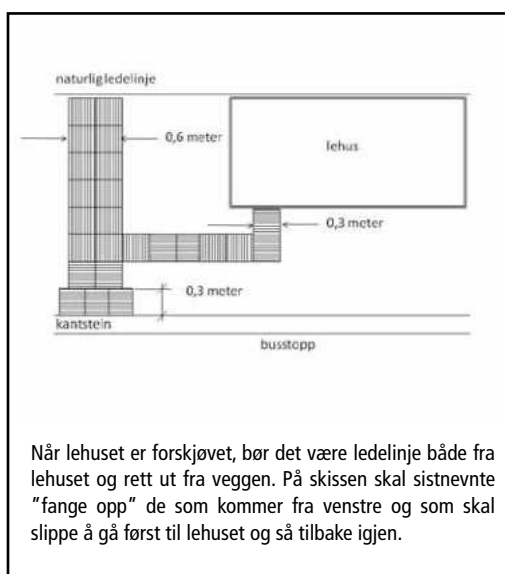 naturlig ledelinje
0,6 meter
lehus
0,3 meter
0,3 meter
kantstein
busstopp
Når lehuset er forskjøvet, bør det være ledelinje både fra
lehuset og rett ut fra veggen. På skissen skal sistnevnte
”fange opp” de som kommer fra venstre og som skal
slippe å gå først til lehuset og så tilbake igjen.